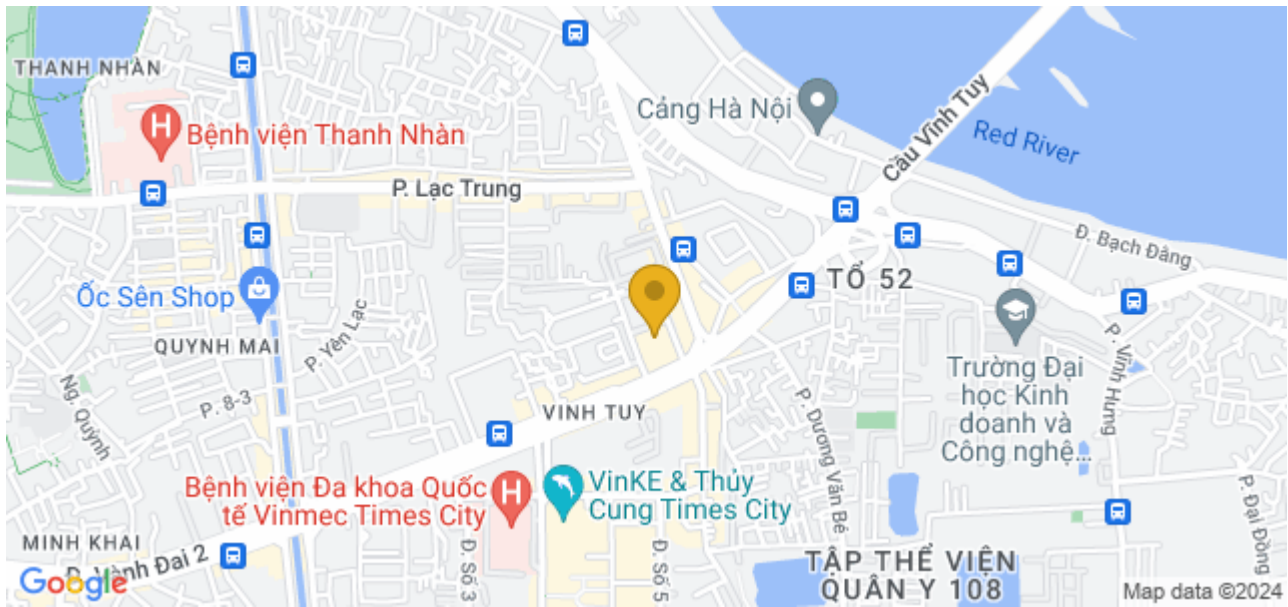 THANH NHÀN
Bệnh viện Thanh Nhàn
Cảng Hà Nội
Cầu Vĩnh Tuy
Red River
P. Lạc Trung
Đ. Bạch Đằng
TỔ 52
Ốc Sên Shop
QUYNH MAI
P. Yên Lạc
Ng. Quỳnh
P. 8-3
Trường Đại
học Kinh
doanh và
Công nghệ...
P. Vĩnh Hưng
VINH TUY
P. Dương Văn Bé
Bệnh viện Đa khoa Quốc
tế Vinmec Times City
VinKE & Thủy
Cung Times City
P. Đại Đồng
MINH KHAI
Đ. Vành Đai 2
Đ. Số 3
Đ. Số 5
TẬP THỂ VIỆN
QUÂN Y 108
Google
Map data ©2024